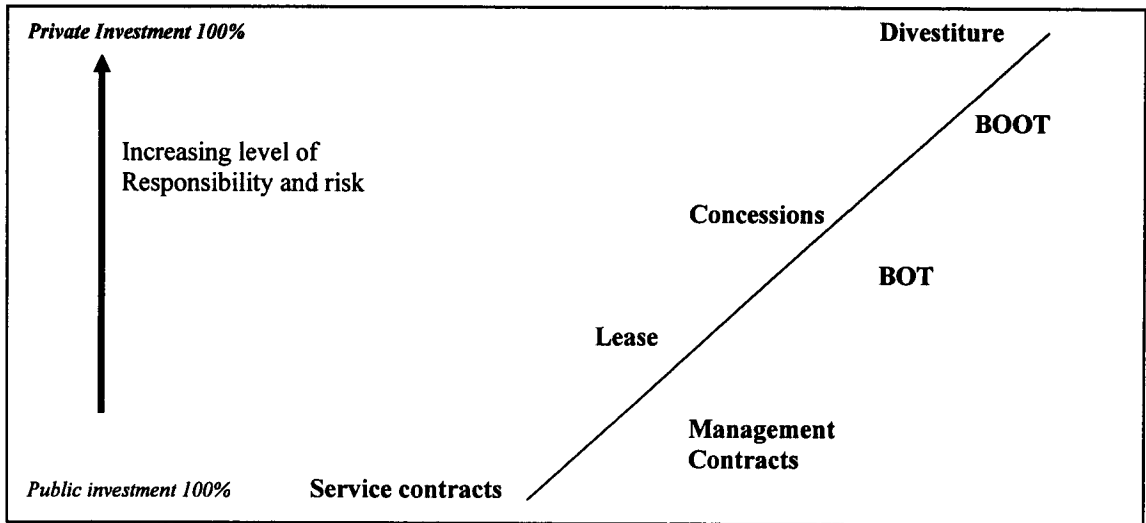 Private Investment 100%
Divestiture
BOOT
Increasing level of
Responsibility and risk
Concessions
BOT
Lease
Management
Contracts
Public investment 100%
Service contracts